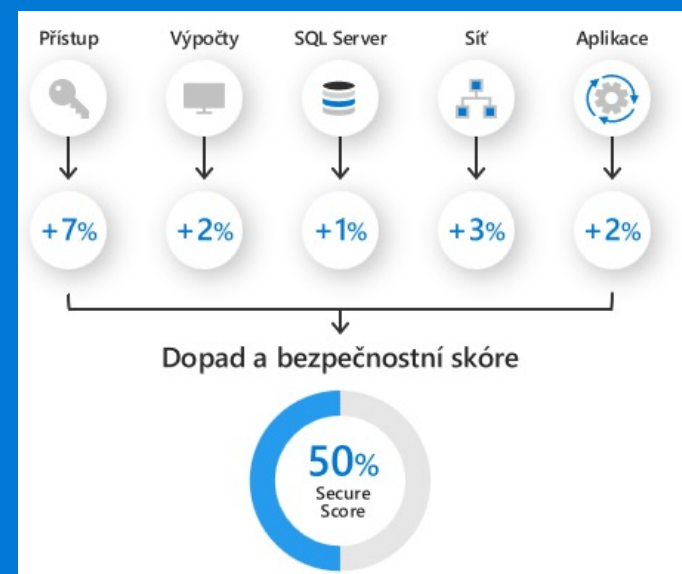 Přístup
Výpočty
SQL Server
Síť
Aplikace
+7%
+2%
+1%
+3%
+2%
Dopad a bezpečnostní skóre
50%
Secure
Score